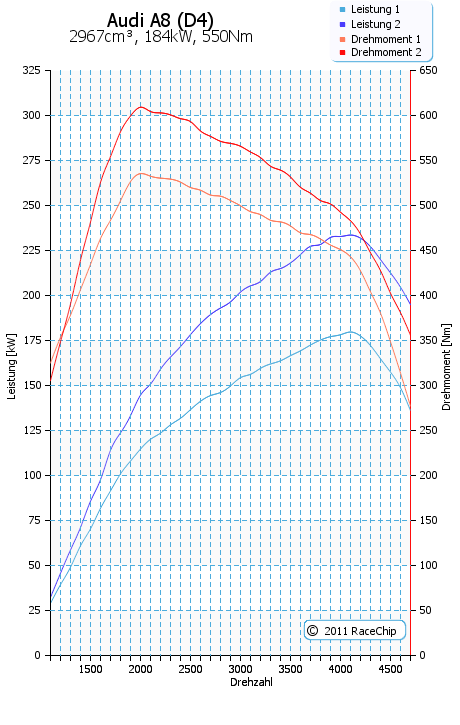 Audi A8 (D4)
2967cm³, 184kW, 550Nm
Leistung 1
Leistung 2
Drehmoment 1
Drehmoment 2
325 650
300 600
275 550
250 500
225 450
200 400
175 350
150 300
125 250
100 200
75 150
50 100
25 50
0 0
Leistung [kW]
Drehmoment [Nm]
© 2011 RaceChip
1500 2000 2500 3000 3500 4000 4500
Drehzahl